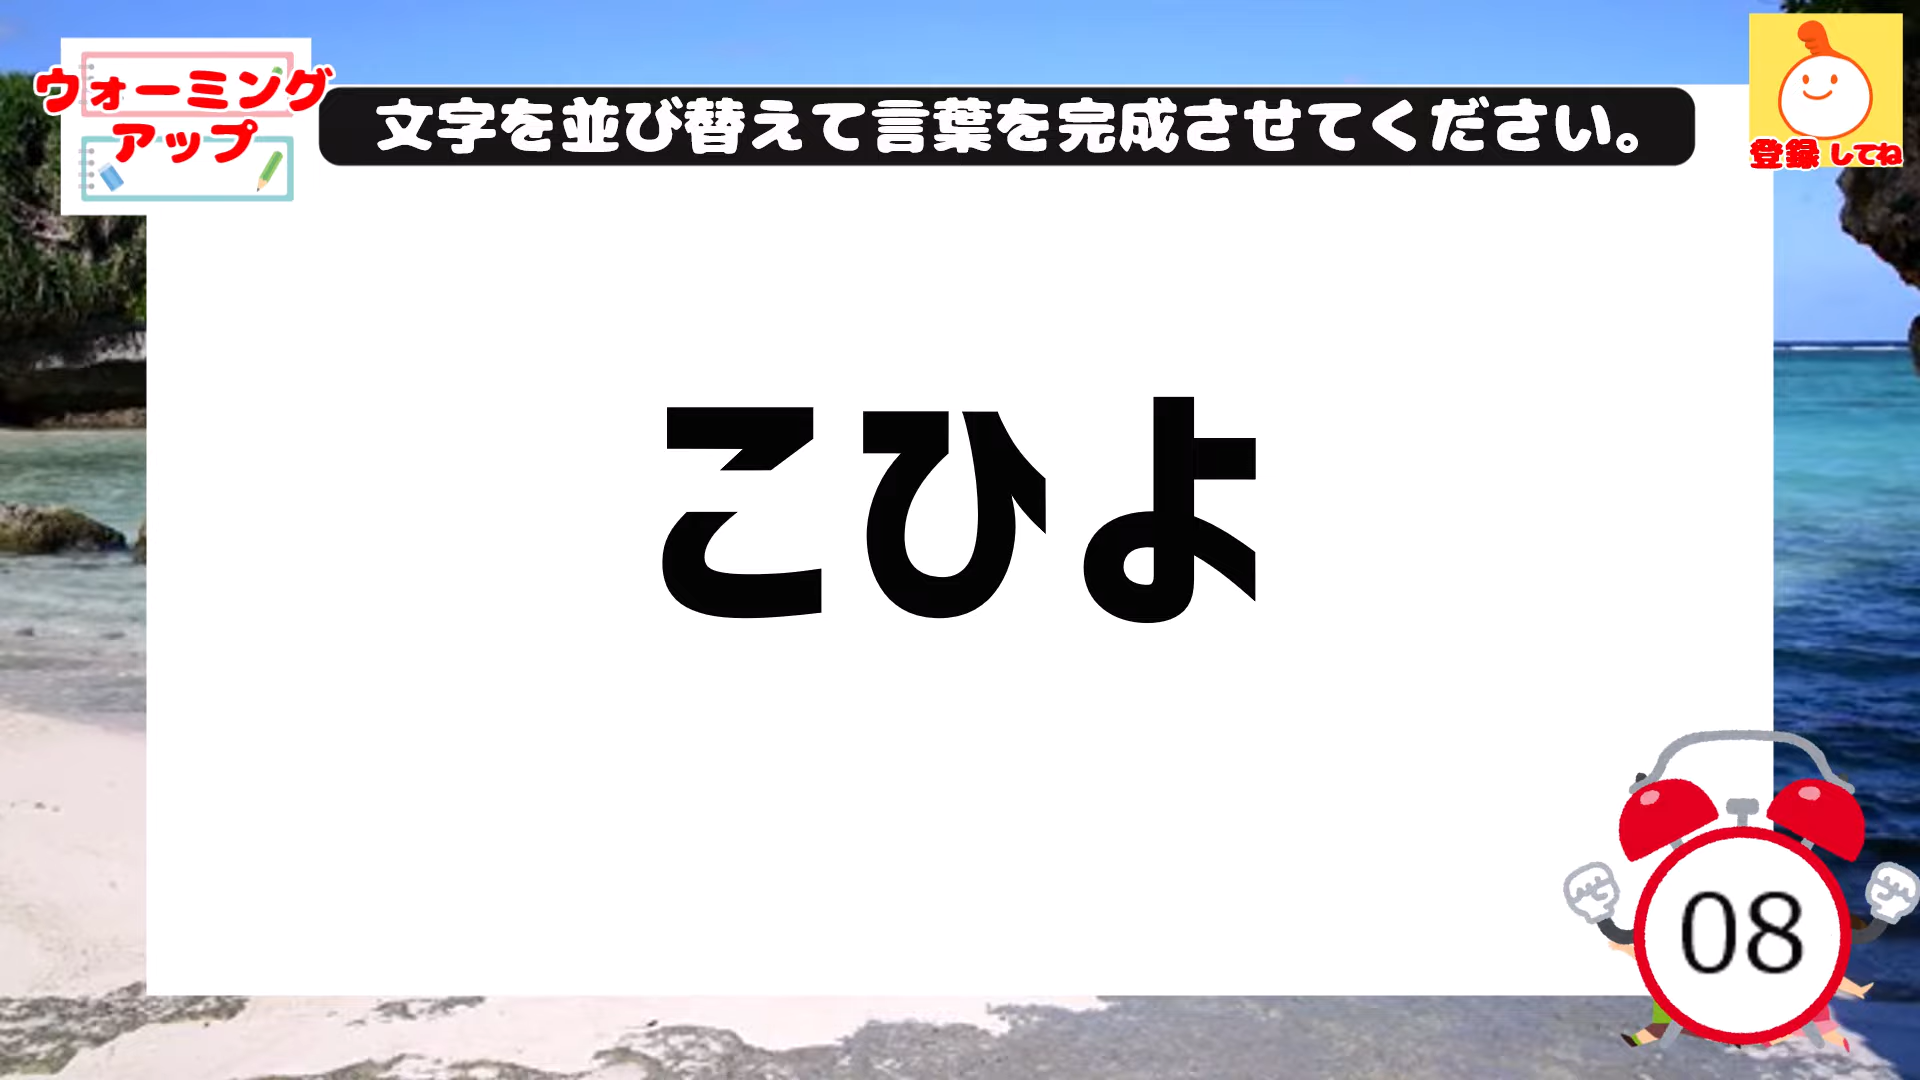 ウォーミング
アップ
文字を並び替えて言葉を完成させてください。
登録してね
こひよ
08